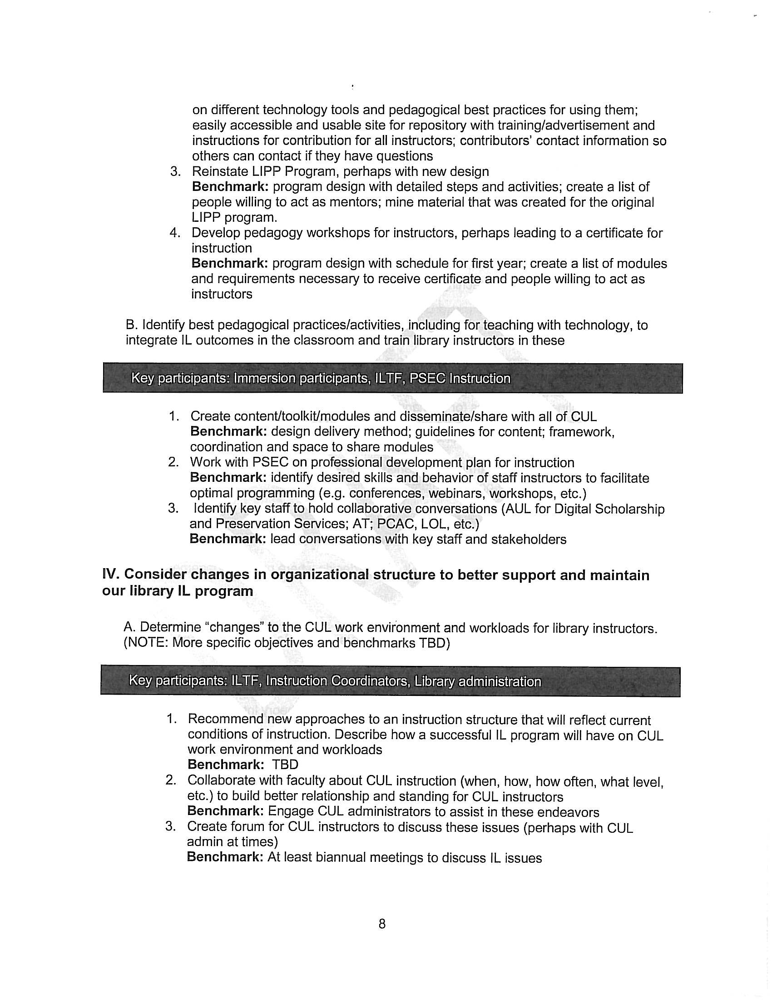 on different technology tools and pedagogical best practices for using them;
easily accessible and usable site for repository with training/advertisement and
instructions for contribution for all instructors; contributors' contact information so
others can contact if they have questions
3. Reinstate LIPP Program, perhaps with new design
Benchmark: program design with detailed steps and activities; create a list of
people willing to act as mentors; mine material that was created for the original
LIPP program.
4. Develop pedagogy workshops for instructors, perhaps leading to a certificate for
instruction
Benchmark: program design with schedule for first year; create a list of modules
and requirements necessary to receive certificate and people willing to act as
instructors
B. Identify best pedagogical practices/activities, including for teaching with technology, to
integrate IL outcomes in the classroom and train library instructors in these
Key participants: Immersion participants, ILTF, PSEC Instruction
1. Create content/toolkit/modules and disseminate/share with all of CUL
Benchmark: design delivery method; guidelines for content; framework,
coordination and space to share modules
2. Work with PSEC on professional development plan for instruction
Benchmark: identify desired skills and behavior of staff instructors to facilitate
optimal programming (e.g. conferences, webinars, workshops, etc.)
3. Identify key staff to hold collaborative conversations (AUL for Digital Scholarship
and Preservation Services; AT; PCAC, LOL, etc.)
Benchmark: lead conversations with key staff and stakeholders
IV. Consider changes in organizational structure to better support and maintain
our library IL program
A. Determine “changes” to the CUL work environment and workloads for library instructors.
(NOTE: More specific objectives and benchmarks TBD)
Key participants: ILTF, Instruction Coordinators, Library administration
1. Recommend new approaches to an instruction structure that will reflect current
conditions of instruction. Describe how a successful IL program will have on CUL
work environment and workloads
Benchmark: TBD
2. Collaborate with faculty about CUL instruction (when, how, how often, what level,
etc.) to build better relationship and standing for CUL instructors
Benchmark: Engage CUL administrators to assist in these endeavors
3. Create forum for CUL instructors to discuss these issues (perhaps with CUL
admin at times)
Benchmark: At least biannual meetings to discuss IL issues
8